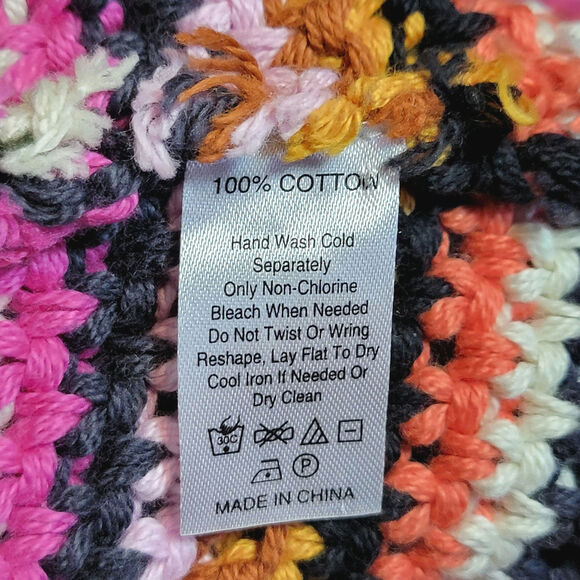 100% COTTON
Hand Wash Cold
Separately
Only Non-Chlorine
Bleach When Needed
Do Not Twist Or Wring
Reshape, Lay Flat To Dry
Cool Iron If Needed Or
Dry Clean
30C
P
MADE IN CHINA